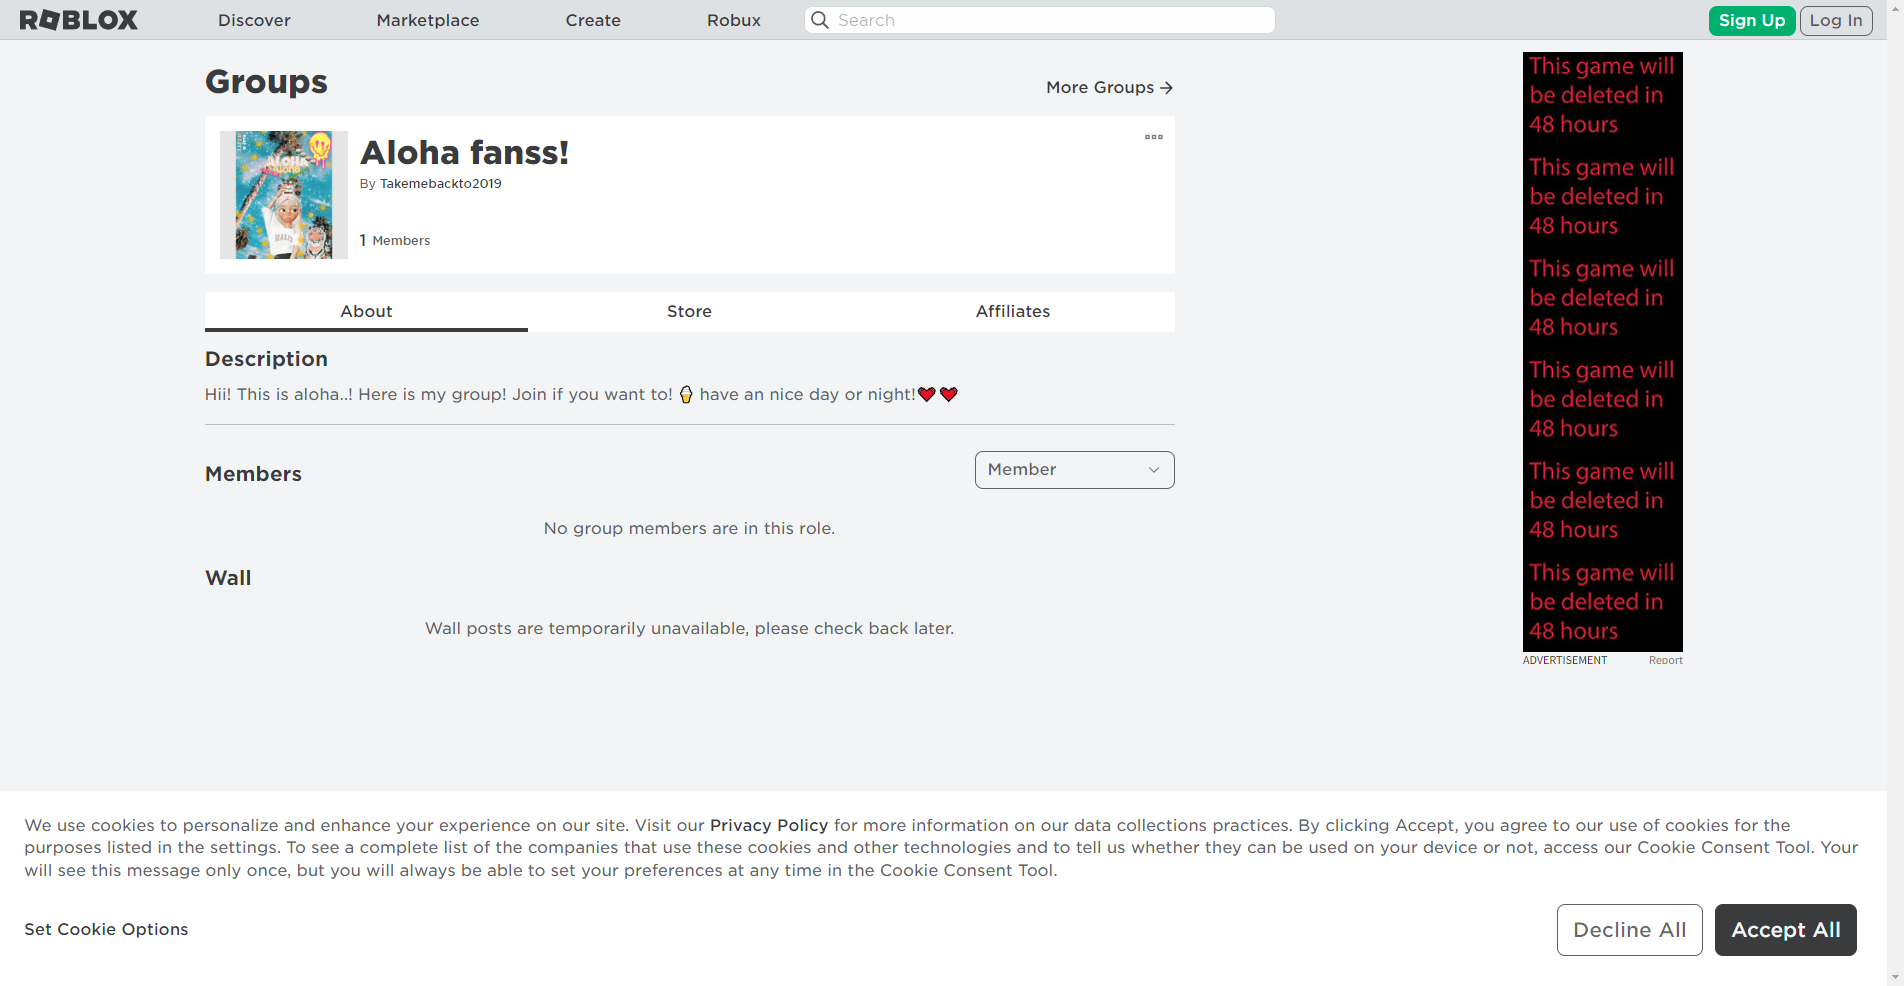 ROBLOX
Discover
Marketplace
Create
Robux
Search
Sign Up
Log In
Groups
More Groups →
Aloha fanss!
By Takemebackto2019
1 Members
About
Store
Affiliates
Description
Hii! This is aloha..! Here is my group! Join if you want to!🍦have an nice day or night!❤❤
Members
Member
No group members are in this role.
Wall
Wall posts are temporarily unavailable, please check back later.
This game will
be deleted in
48 hours
This game will
be deleted in
48 hours
This game will
be deleted in
48 hours
This game will
be deleted in
48 hours
This game will
be deleted in
48 hours
This game will
be deleted in
48 hours
ADVERTISEMENT
Report
We use cookies to personalize and enhance your experience on our site. Visit our Privacy Policy for more information on our data collections practices. By clicking Accept, you agree to our use of cookies for the
purposes listed in the settings. To see a complete list of the companies that use these cookies and other technologies and to tell us whether they can be used on your device or not, access our Cookie Consent Tool. Your
will see this message only once, but you will always be able to set your preferences at any time in the Cookie Consent Tool.
Set Cookie Options
Decline All
Accept All